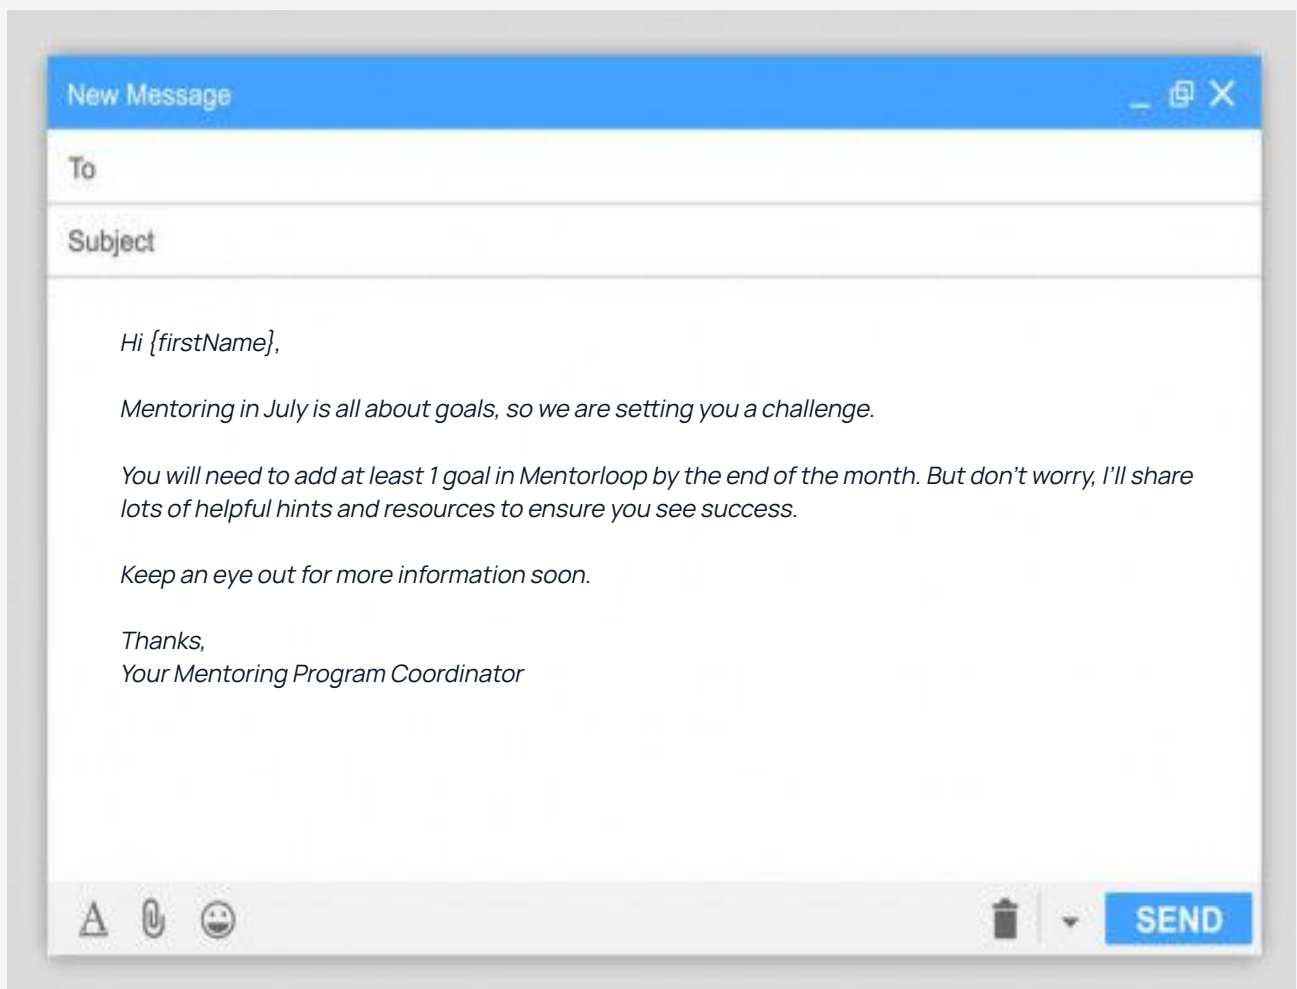 New Message
To
Subject
Hi {firstName},
Mentoring in July is all about goals, so we are setting you a challenge.
You will need to add at least 1 goal in Mentorloop by the end of the month. But don't worry, I'll share
lots of helpful hints and resources to ensure you see success.
Keep an eye out for more information soon.
Thanks,
Your Mentoring Program Coordinator
A
SEND